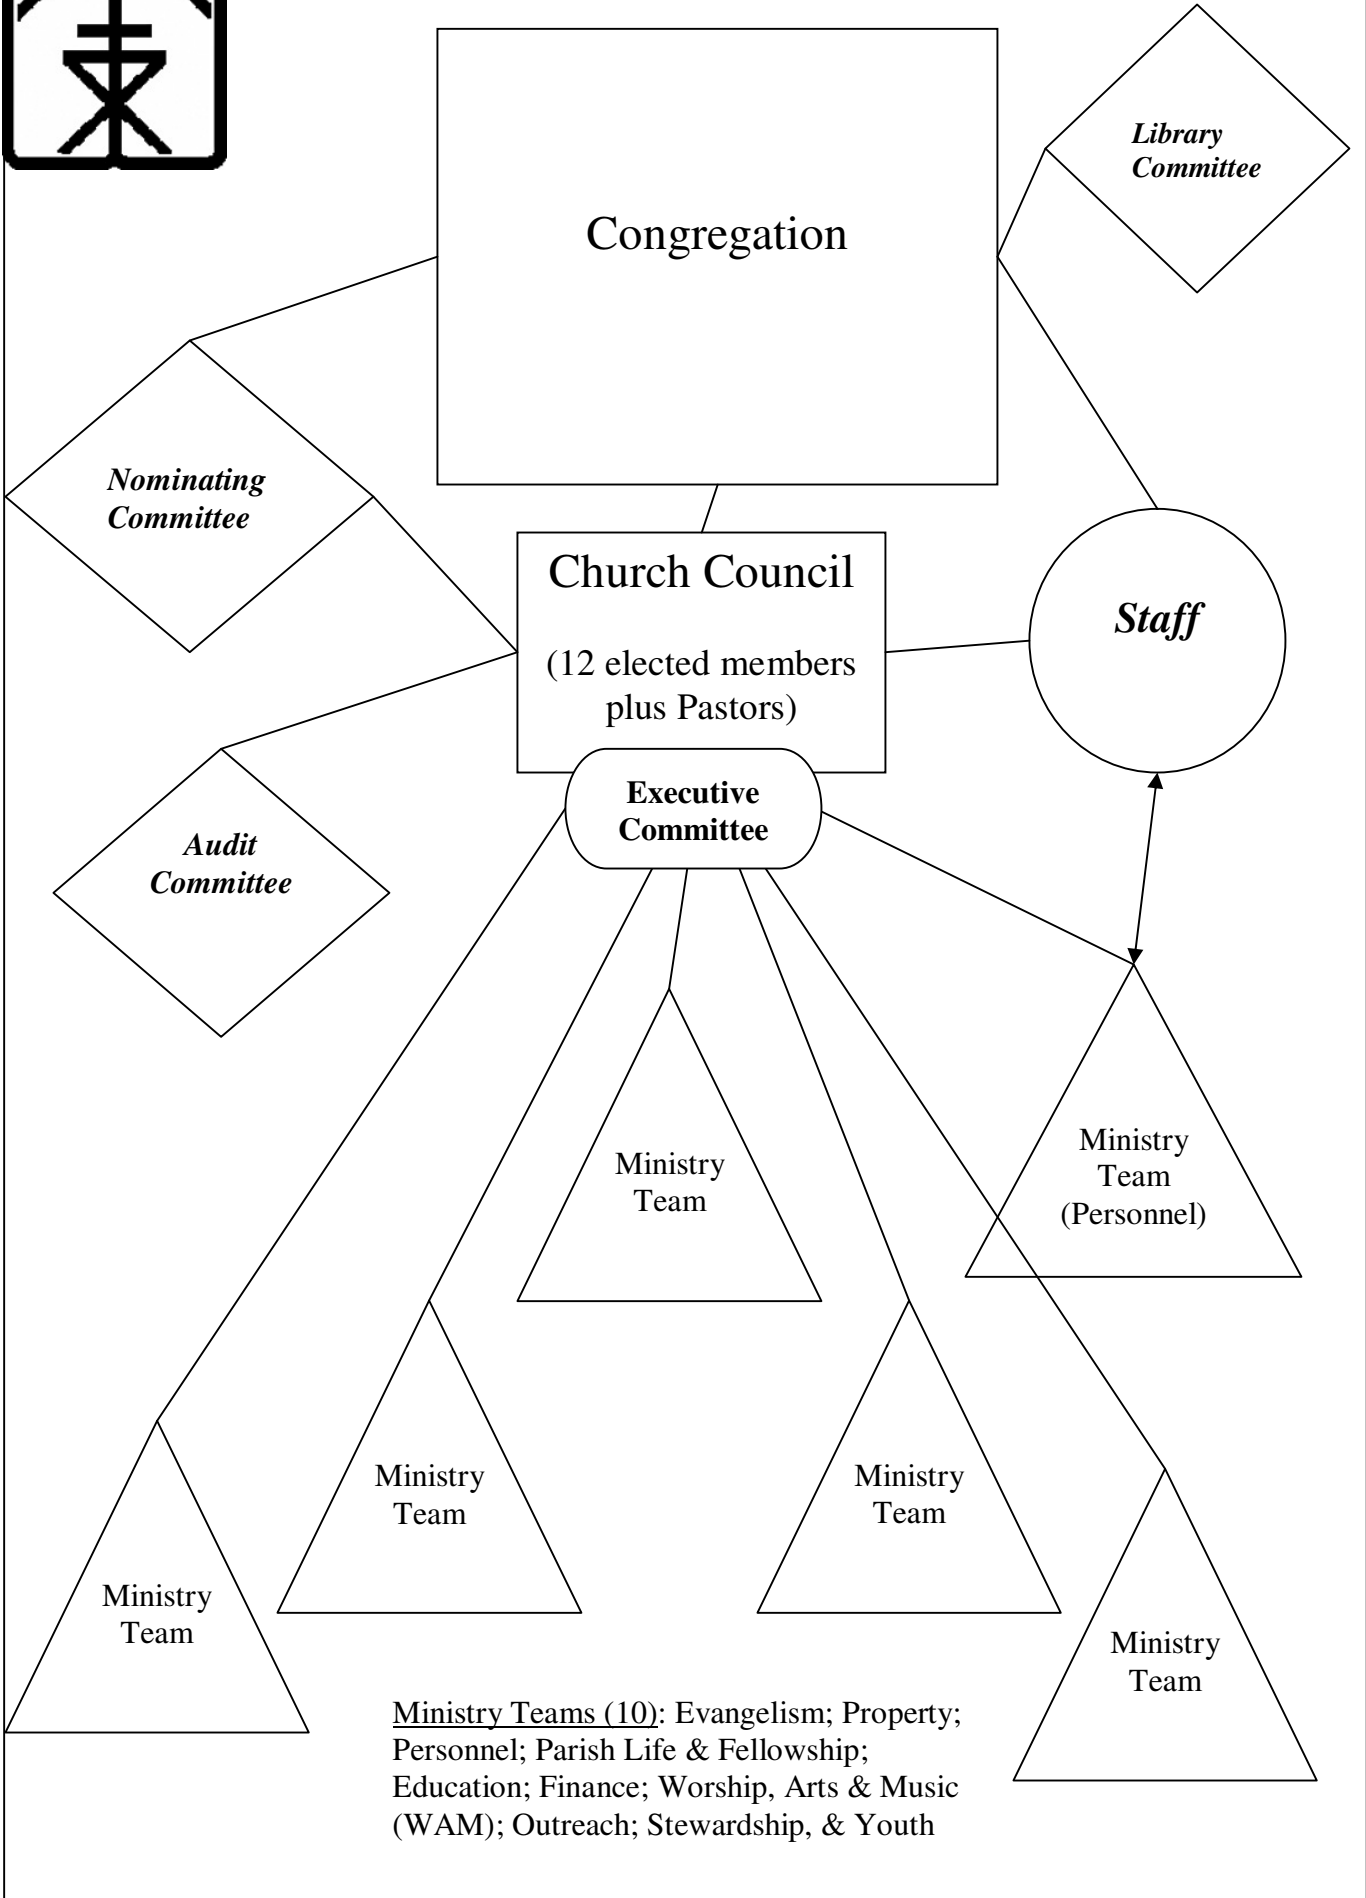 Congregation
Library
Committee
Nominating
Committee
Church Council
(12 elected members
plus Pastors)
Staff
Executive
Committee
Audit
Committee
Ministry
Team
(Personnel)
Ministry
Team
Ministry
Team
Ministry
Team
Ministry
Team
Ministry
Team
Ministry Teams (10): Evangelism; Property;
Personnel; Parish Life & Fellowship;
Education; Finance; Worship, Arts & Music
(WAM); Outreach; Stewardship, & Youth